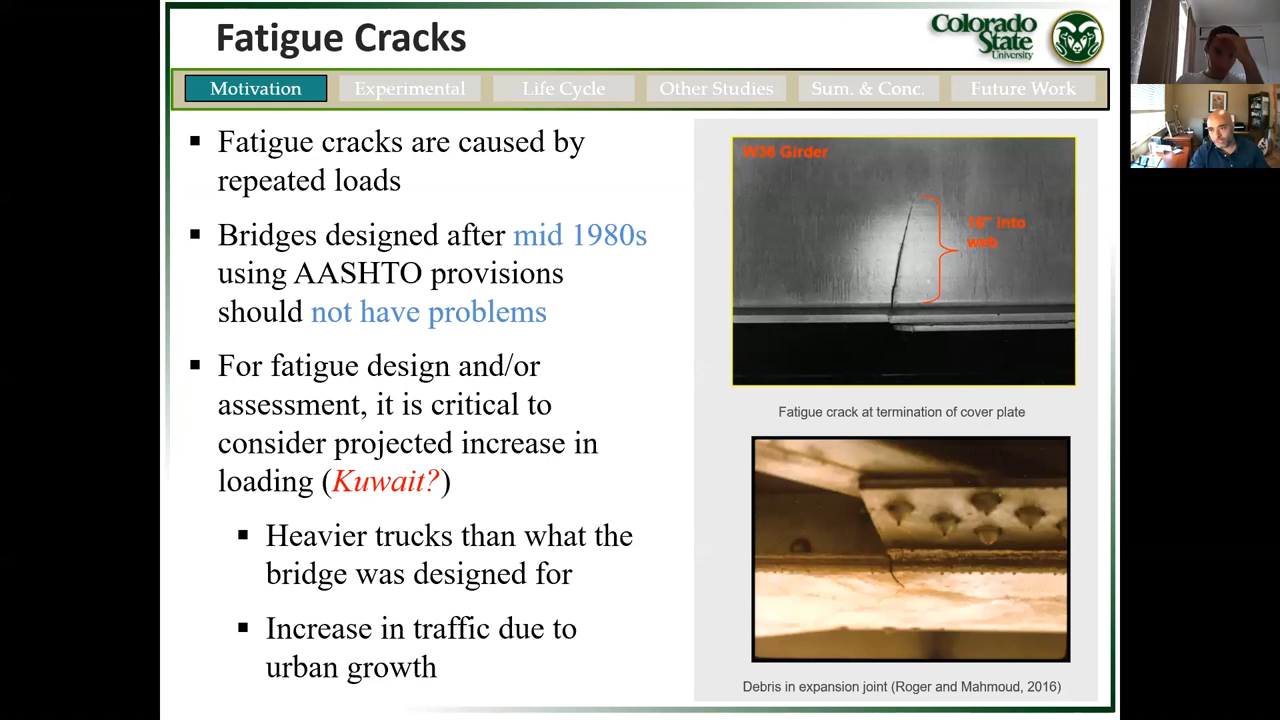 Fatigue Cracks
Colorado
State
University
Motivation
Experimental
Life Cycle
Other Studies
Sum. & Conc.
Future Work
▪ Fatigue cracks are caused by
repeated loads
▪ Bridges designed after mid 1980s
using AASHTO provisions
should not have problems
▪ For fatigue design and/or
assessment, it is critical to
consider projected increase in
loading (Kuwait?)
▪ Heavier trucks than what the
bridge was designed for
▪ Increase in traffic due to
urban growth
W36 Girder
16" into
web
Fatigue crack at termination of cover plate
Debris in expansion joint (Roger and Mahmoud, 2016)